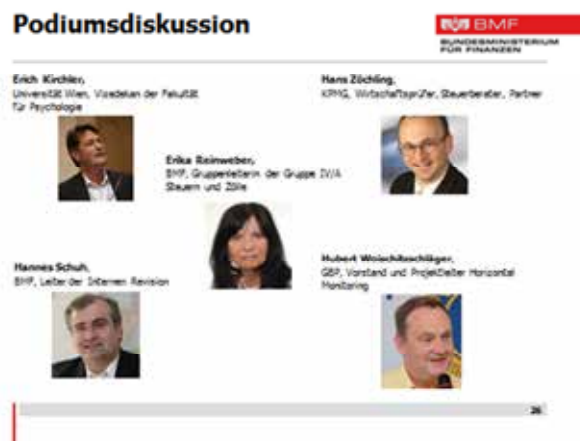 Podiumsdiskussion
BMF
BUNDESMINISTERIUM
FÜR FINANZEN
Erich Kirchler,
Universität Wien, Vizedekan der Fakultät
für Psychologie
Hans Zöchling,
KPMG, Wirtschaftsprüfer, Steuerberater, Partner
Erika Reinweber,
BMF, Gruppenleiterin der Gruppe IV/A
Steuern und Zölle
Hannes Schuh,
BMF, Leiter der Internen Revision
Hubert
GBP, Vorstand und Projektleiter Horizontal
Monitoring
26